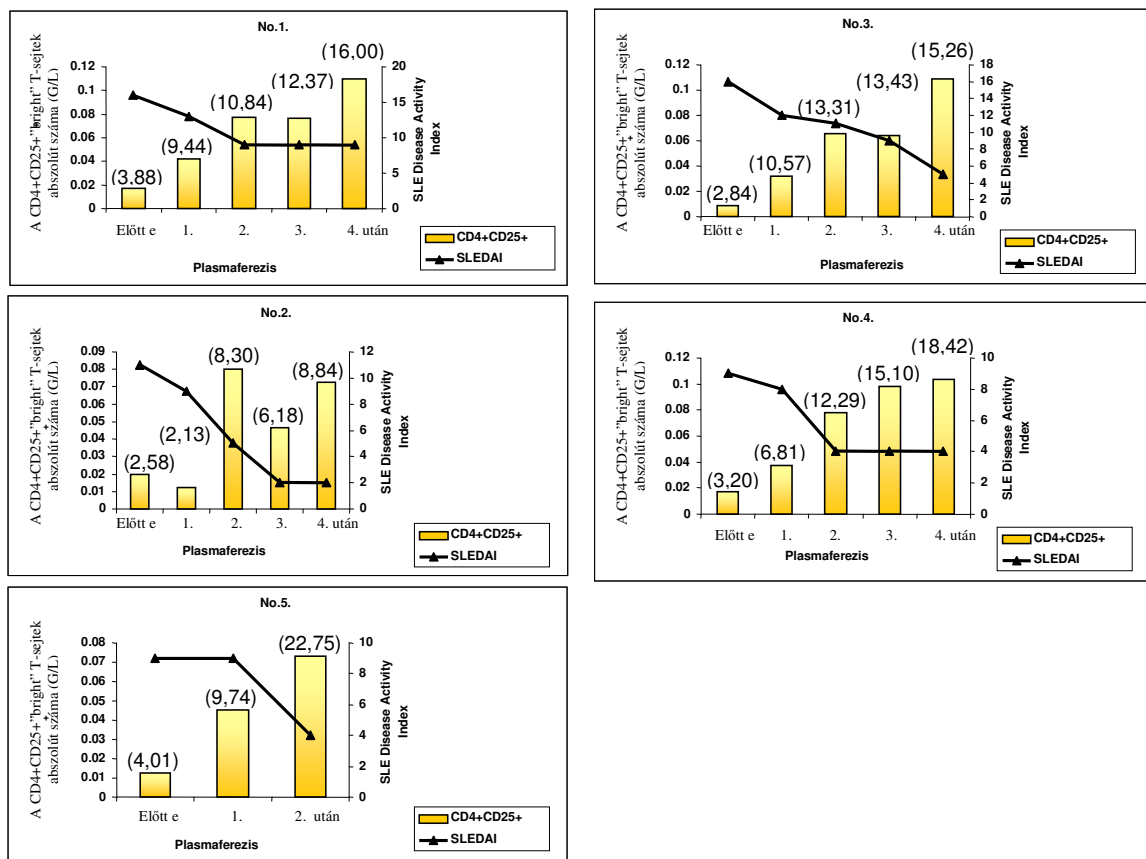 No.1.
A CD4+CD25+"bright" T-sejtek
abszolút száma (G/L)
0.12
0.1
0.08
0.06
0.04
0.02
0
(3,88)
(9,44)
(10,84)
(12,37)
(16,00)
20
15
10
5
0
SLE Disease Activity
Index
Előtt e
1.
2.
3.
4. után
Plasmaferezis
CD4+CD25+
SLEDAI
No.3.
A CD4+CD25+"bright" T-sejtek
abszolút száma (G/L)
0.12
0.1
0.08
0.06
0.04
0.02
0
(2,84)
(10,57)
(13,31)
(13,43)
(15,26)
18
16
14
12
10
8
6
4
2
0
SLE Disease Activity
Index
Előtt e
1.
2.
3.
4. után
Plasmaferezis
CD4+CD25+
SLEDAI
No.2.
A CD4+CD25+"bright" T-sejtek
abszolút száma (G/L)
0.09
0.08
0.07
0.06
0.05
0.04
0.03
0.02
0.01
0
(2,58)
(2,13)
(8,30)
(6,18)
(8,84)
12
10
8
6
4
2
0
SLE Disease Activity
Index
Előtt e
1.
2.
3.
4. után
Plasmaferezis
CD4+CD25+
SLEDAI
No.4.
A CD4+CD25+"bright" T-sejtek
abszolút száma (G/L)
0.12
0.1
0.08
0.06
0.04
0.02
0
(3,20)
(6,81)
(12,29)
(15,10)
(18,42)
10
8
6
4
2
0
SLE Disease Activity
Index
Előtt e
1.
2.
3.
4. után
Plasmaferezis
CD4+CD25+
SLEDAI
No.5.
A CD4+CD25+"bright" T-sejtek
abszolút száma (G/L)
0.08
0.07
0.06
0.05
0.04
0.03
0.02
0.01
0
(4,01)
(9,74)
(22,75)
10
8
6
4
2
0
SLE Disease Activity
Index
Előtt e
1.
2. után
Plasmaferezis
CD4+CD25+
SLEDAI